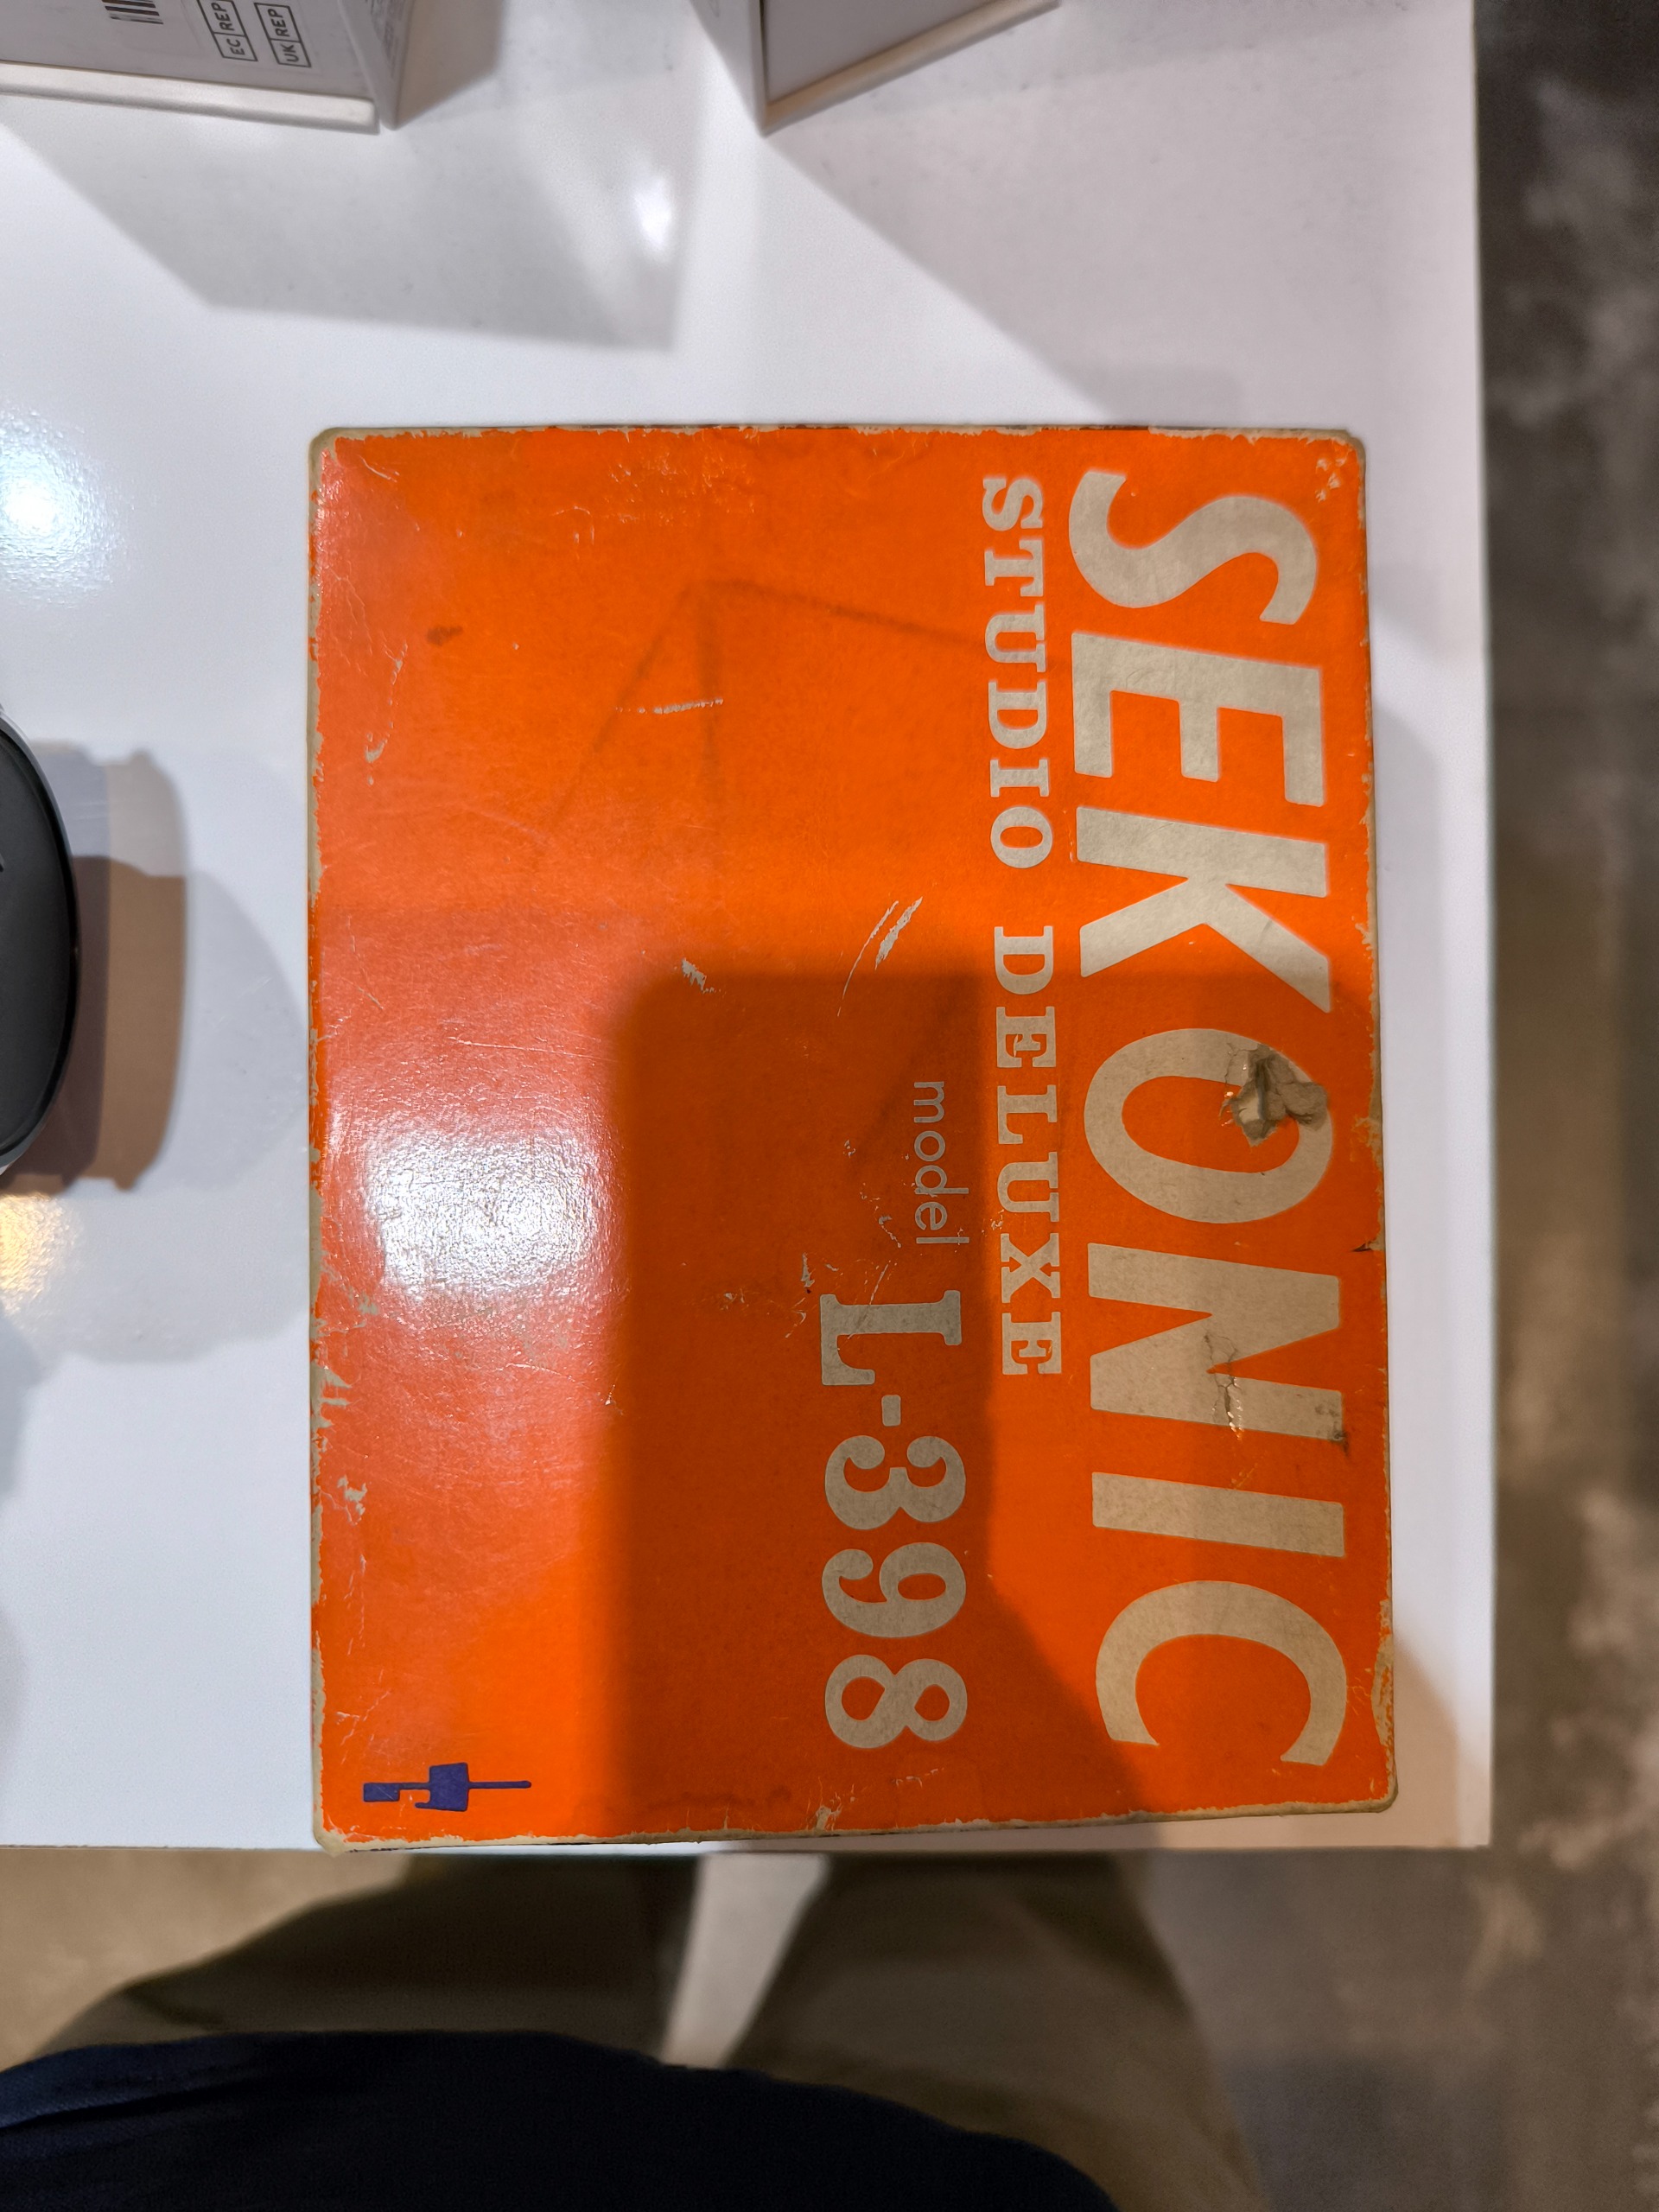 EC REP
UK REP
SEKONIC
STUDIO DELUXE
model L-398